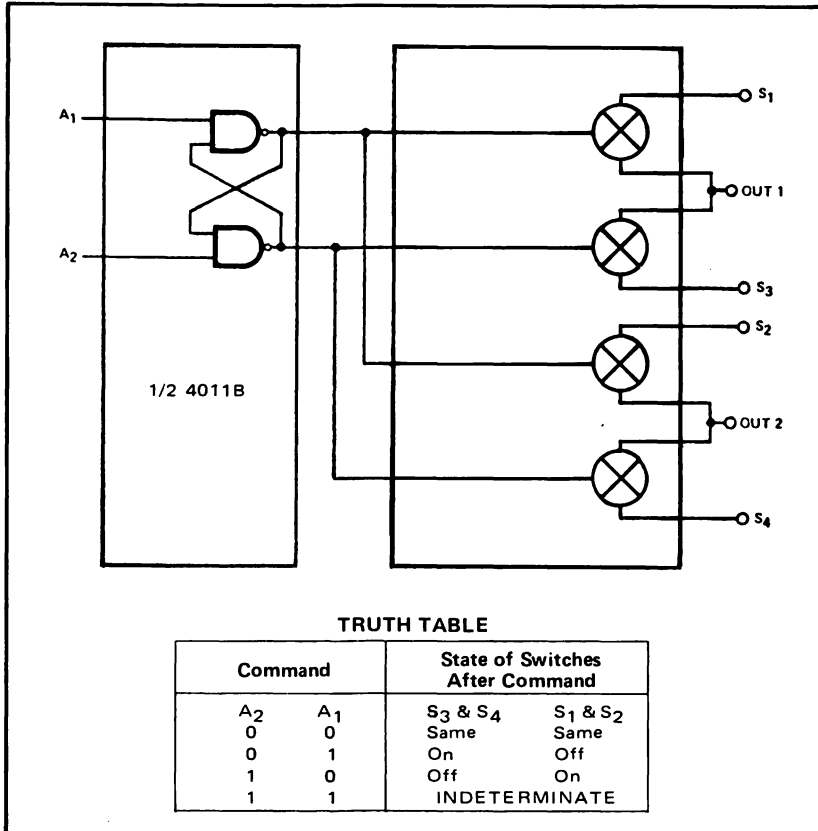 A1
S1
OUT 1
A2
S3
S2
1/2 4011B
OUT 2
S4
TRUTH TABLE
Command State of Switches After Command
A2 A1 S3 & S4 S1 & S2
0 0 Same Same
0 1 On Off
1 0 Off On
1 1 INDETERMINATE